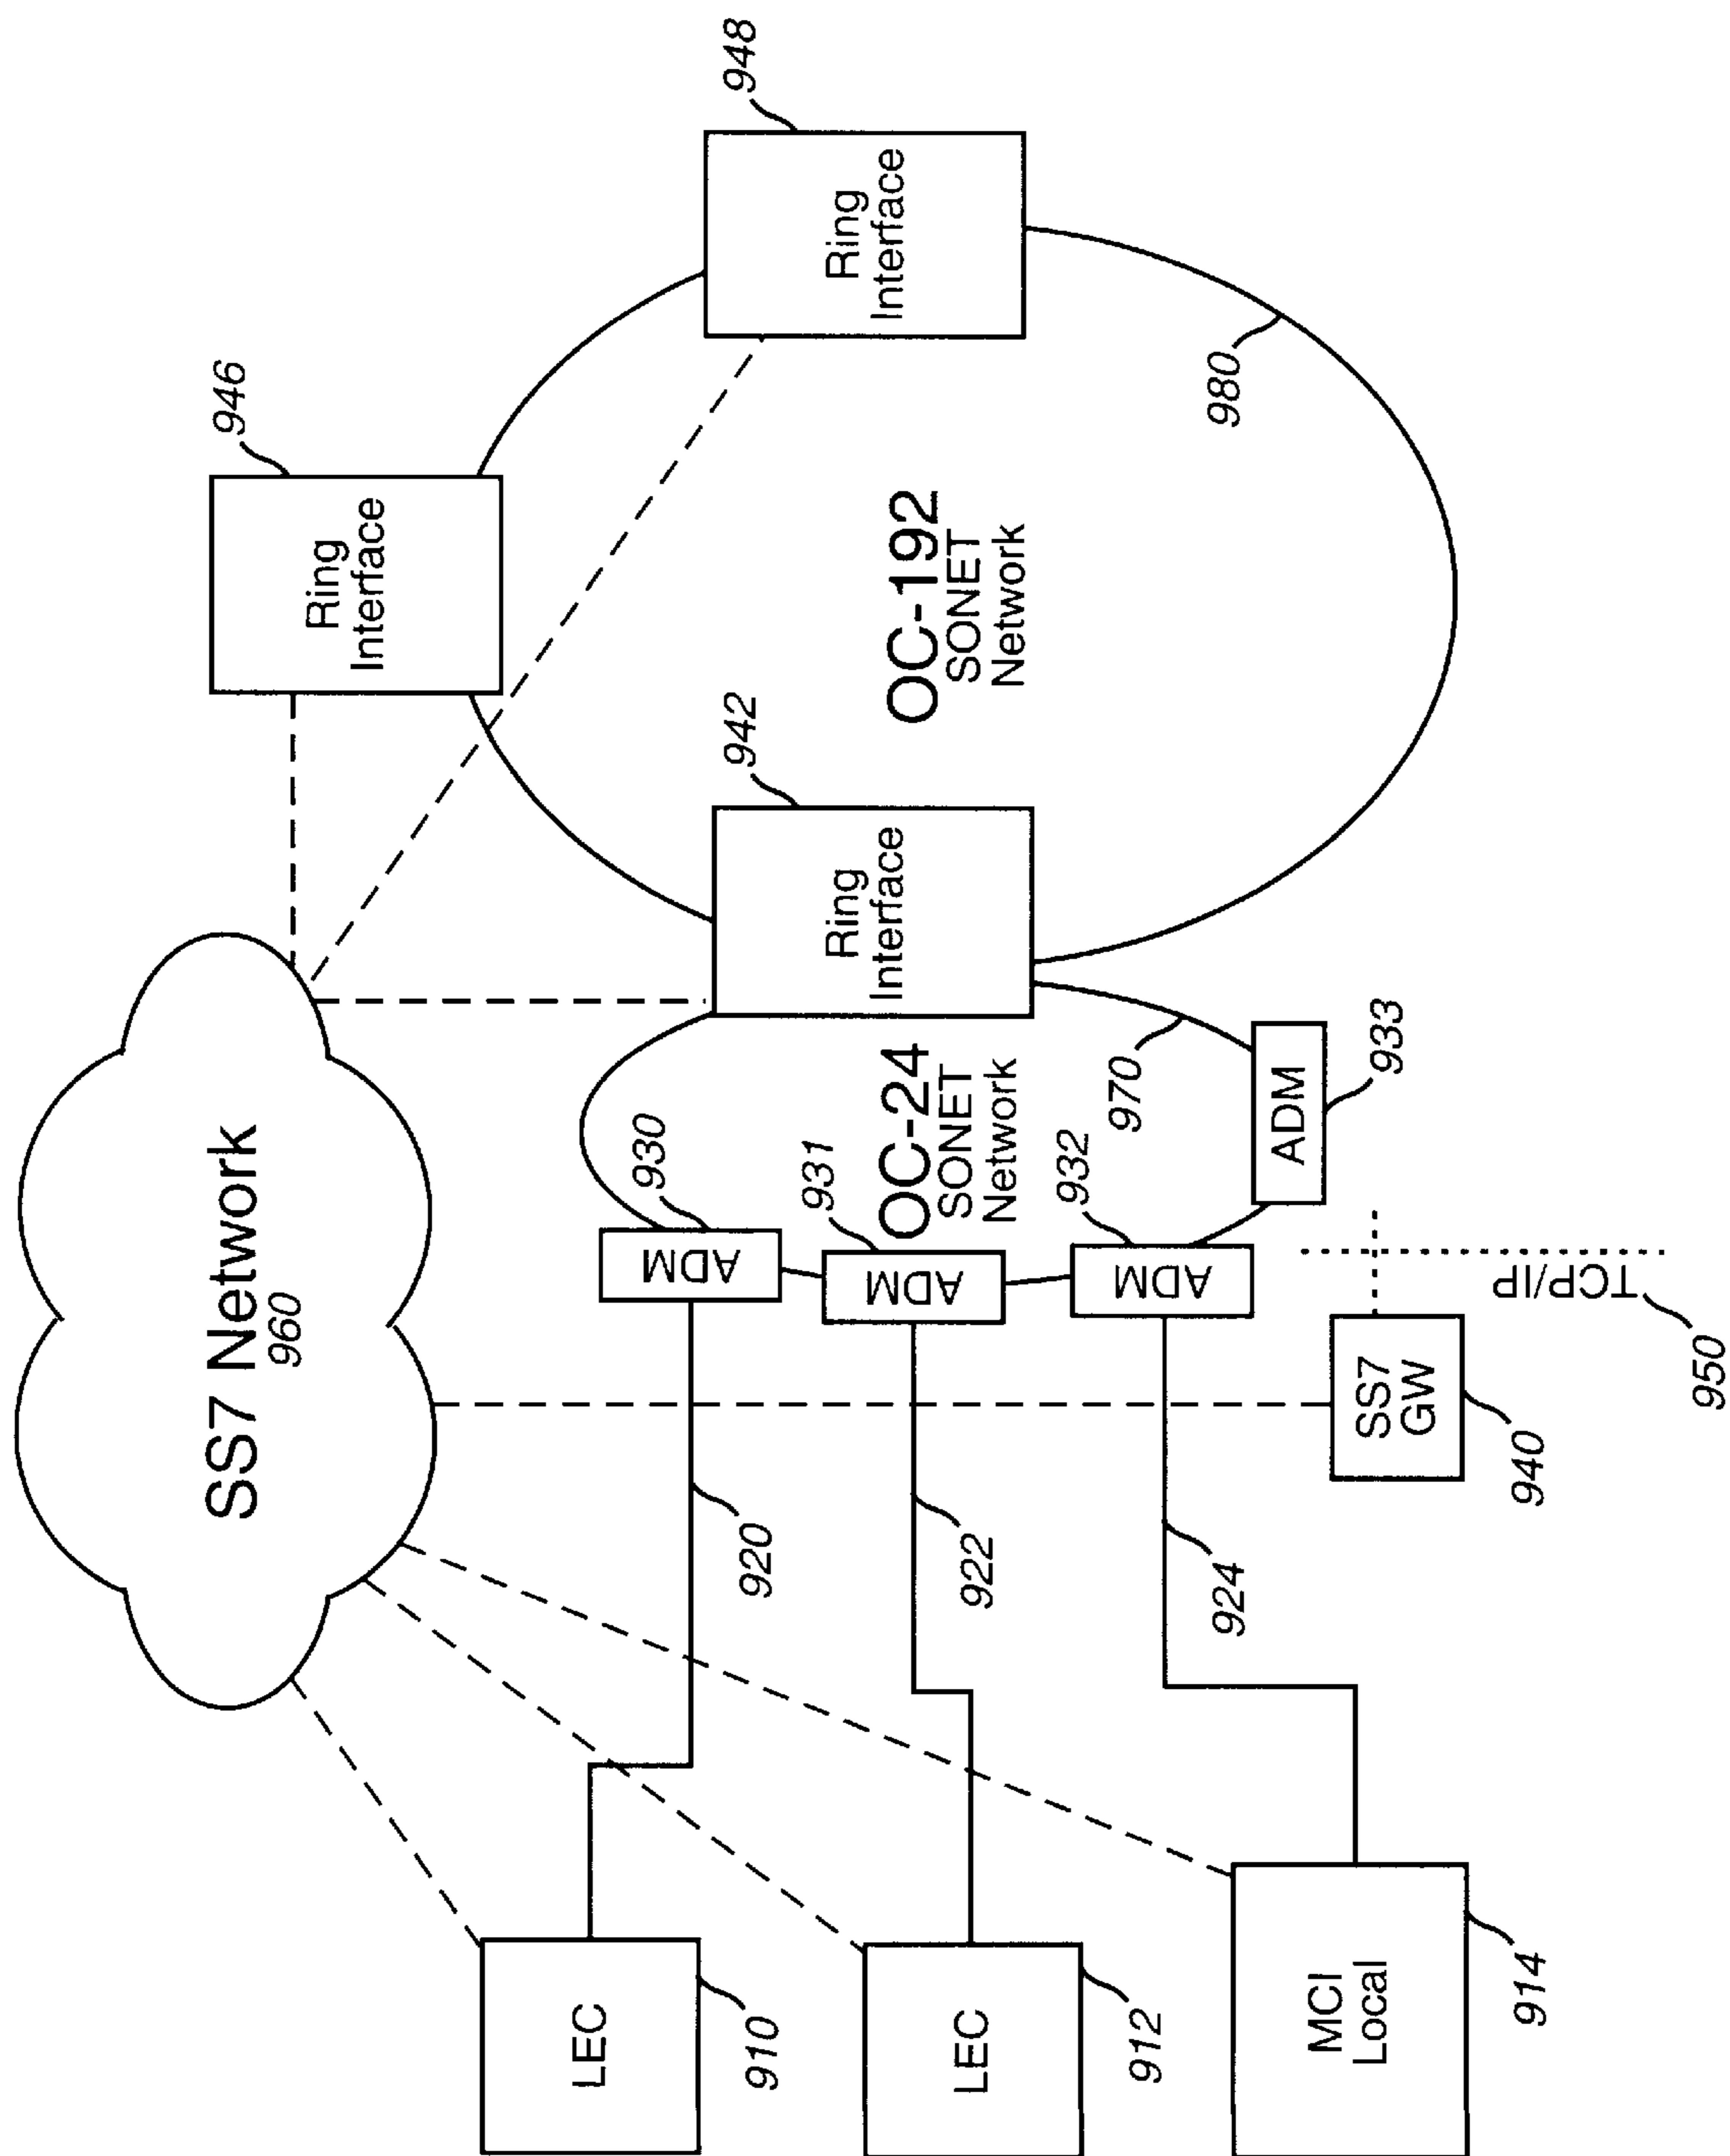 SS7 Network
960
946
Ring
Interface
948
Ring
Interface
942
Ring
Interface
OC-192
SONET
Network
980
OC-24
SONET
Network
970
930
ADM
931
ADM
932
ADM
933
ADM
920
922
924
LEC
910
LEC
912
MCI
Local
914
SS7
GW
940
TCP/IP
950